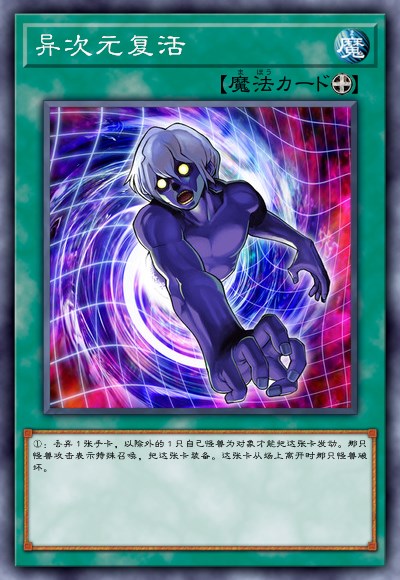 异次元复活
魔
【魔法カード】
まほう
①：丢弃1张手卡，以除外的1只自己怪兽为对象才能把这张卡发动。那只
怪兽攻击表示特殊召唤，把这张卡装备。这张卡从场上离开时那只怪兽破
坏。